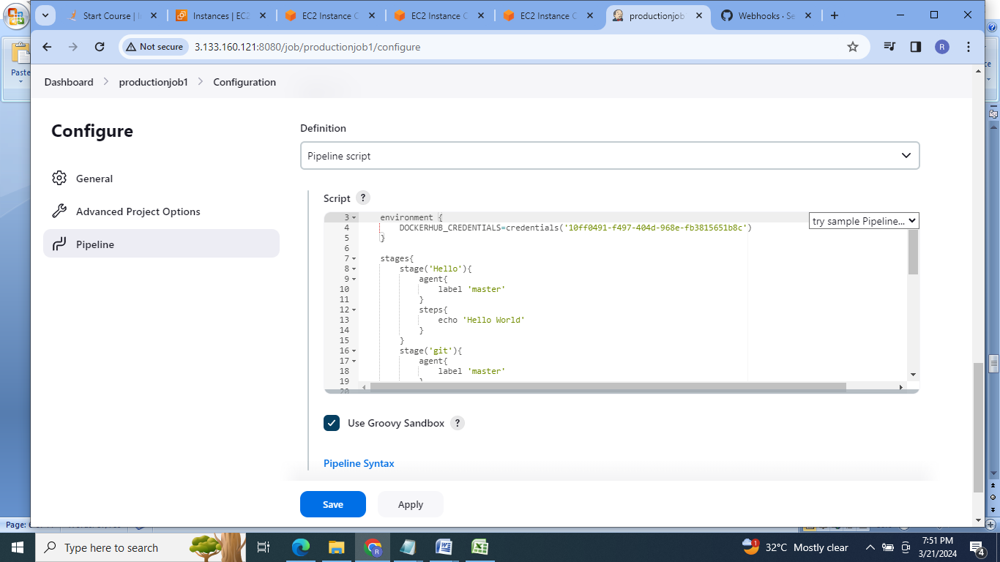 Start Course | I
Instances | EC2
EC2 Instance C
EC2 Instance C
EC2 Instance C
productionjob
Webhooks · Se
Not secure
3.133.160.121:8080/job/productionjob1/configure
R
Paste
Dashboard
productionjob1
Configuration
Configure
General
Advanced Project Options
Pipeline
Definition
Pipeline script
Script ?
try sample Pipeline...
3 environment {
4 DOCKERHUB_CREDENTIALS=credentials('10ff0491-f497-404d-968e-fb3815651b8c')
5 }
6
7 stages{
8 stage('Hello'){
9 agent{
10 label 'master'
11 }
12 steps{
13 echo 'Hello World'
14 }
15 }
16 stage('git'){
17 agent{
18 label 'master'
19 }
20
Use Groovy Sandbox ?
Pipeline Syntax
Save
Apply
Page:
Type here to search
R
1
32°C Mostly clear
7:51 PM
3/21/2024
4